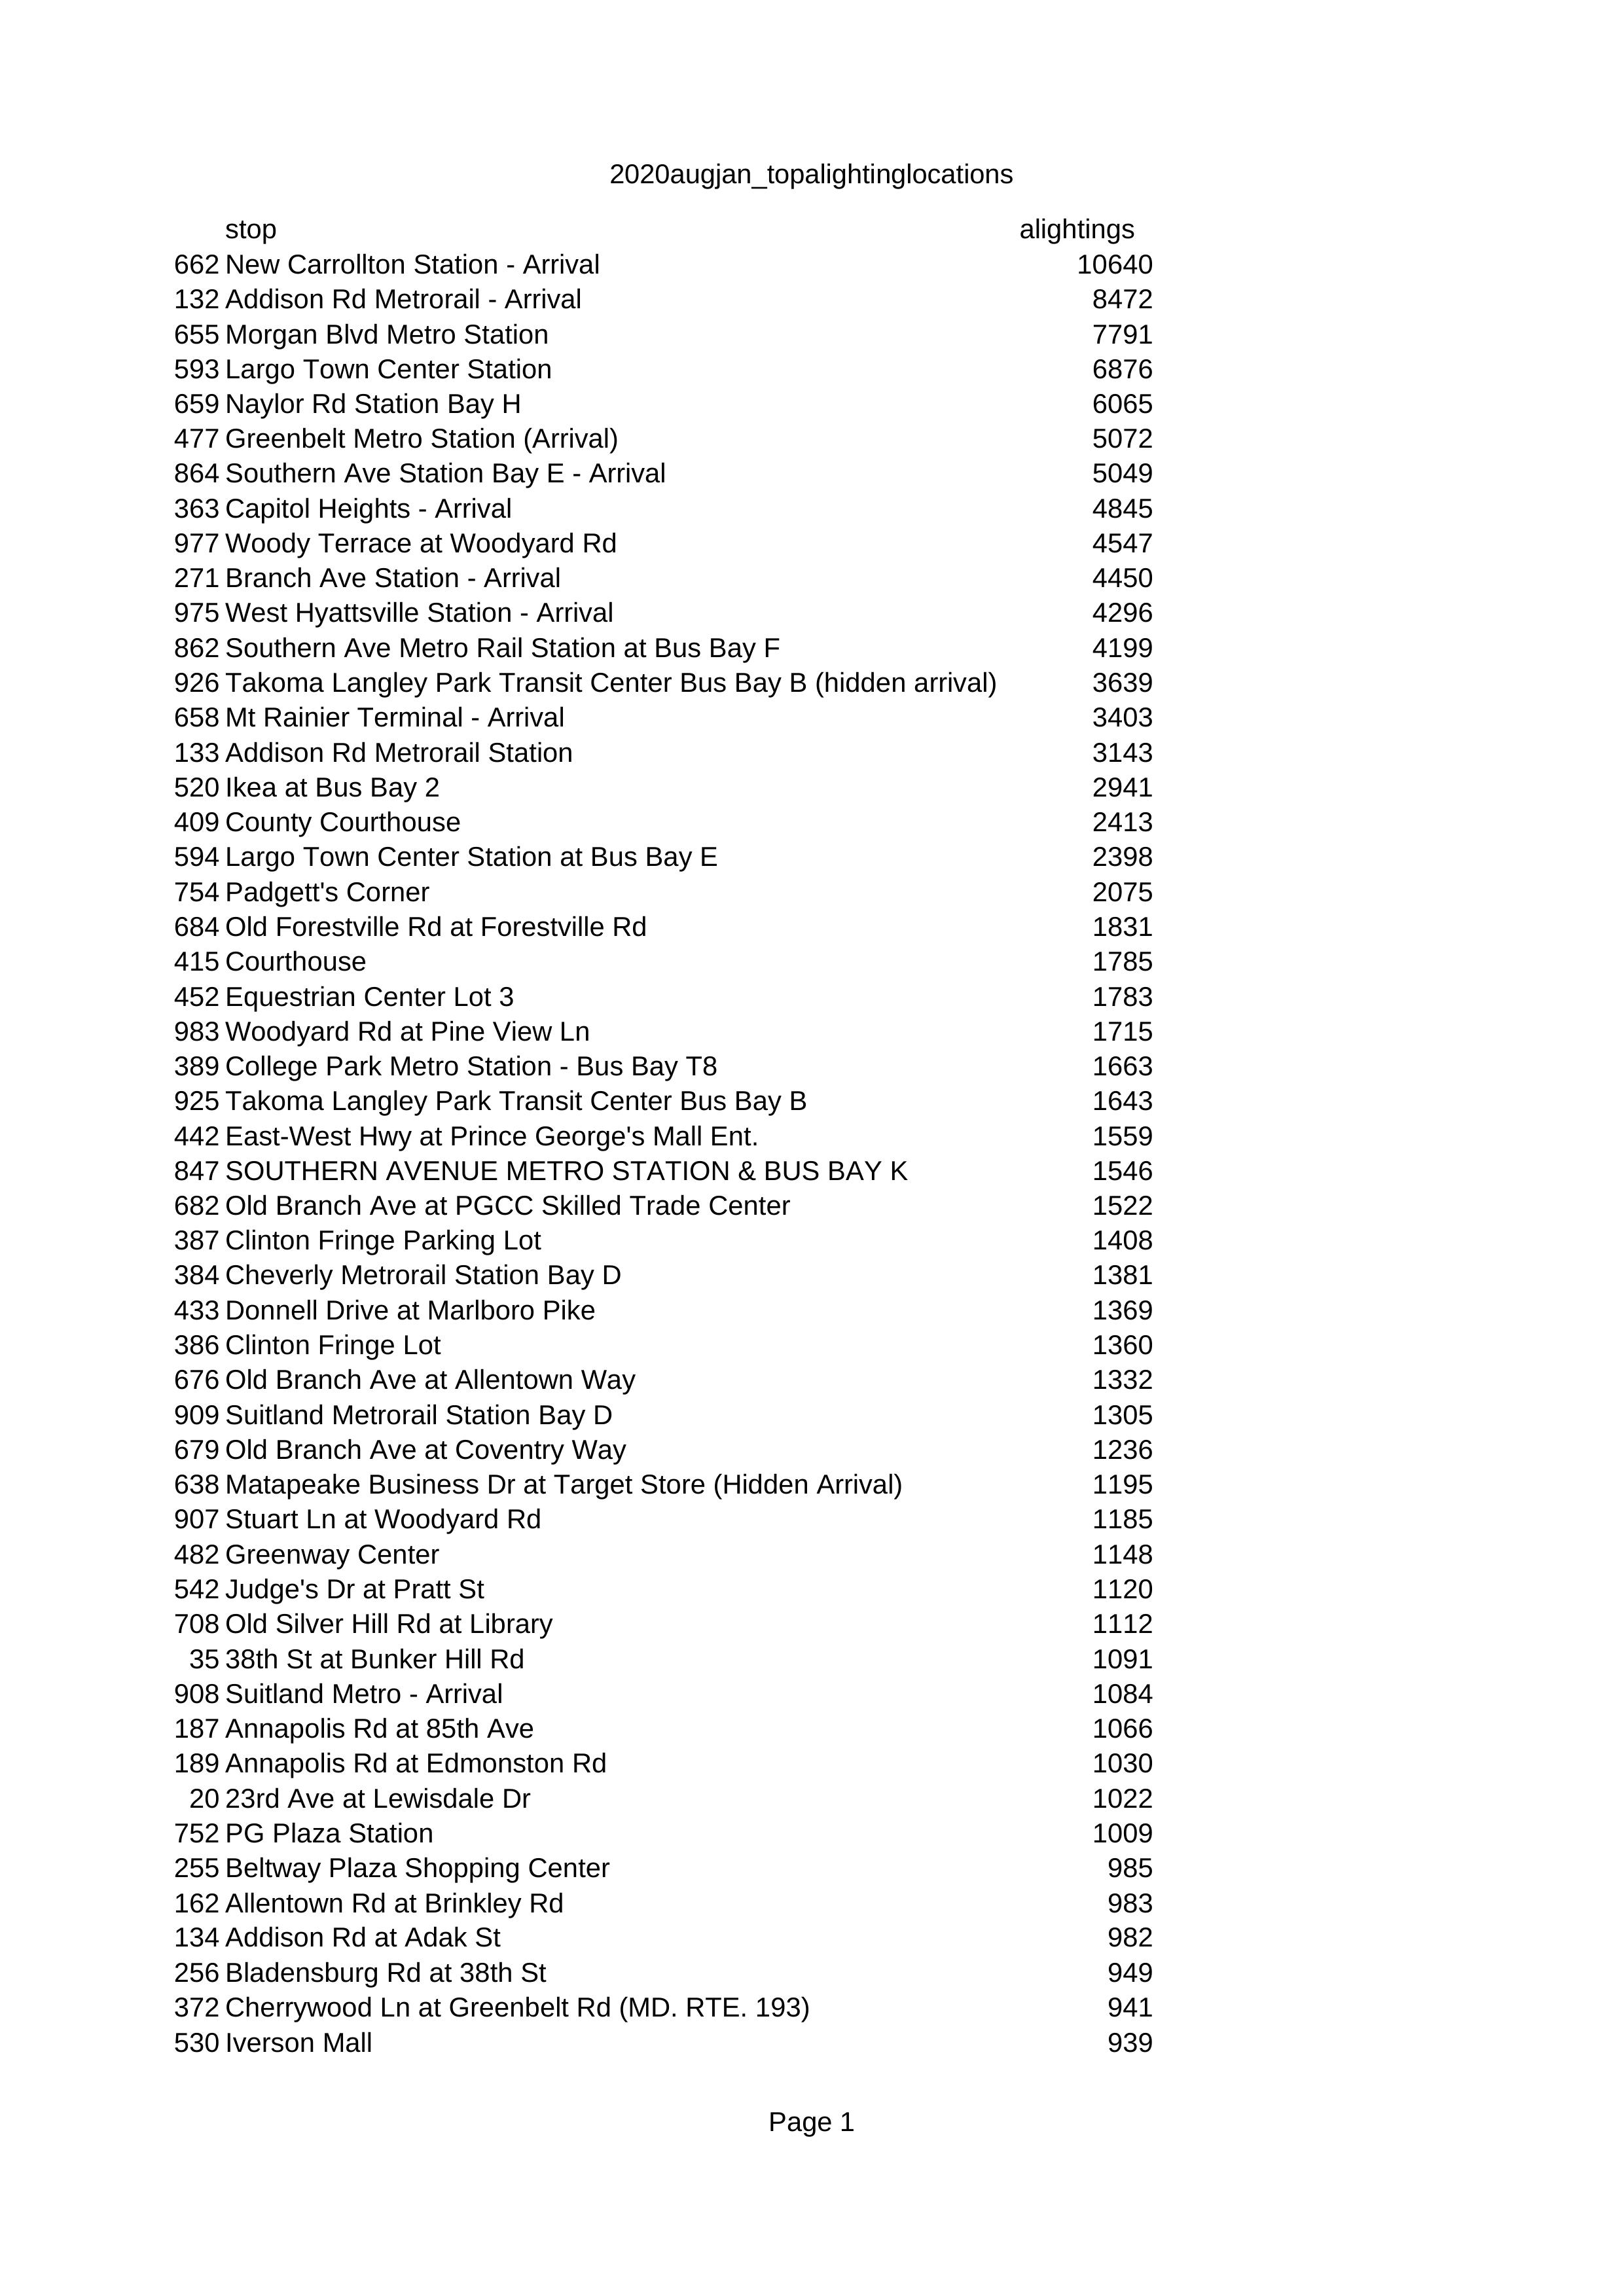 2020augjan_topalightinglocations
stop alightings
662 New Carrollton Station - Arrival 10640
132 Addison Rd Metrorail - Arrival 8472
655 Morgan Blvd Metro Station 7791
593 Largo Town Center Station 6876
659 Naylor Rd Station Bay H 6065
477 Greenbelt Metro Station (Arrival) 5072
864 Southern Ave Station Bay E - Arrival 5049
363 Capitol Heights - Arrival 4845
977 Woody Terrace at Woodyard Rd 4547
271 Branch Ave Station - Arrival 4450
975 West Hyattsville Station - Arrival 4296
862 Southern Ave Metro Rail Station at Bus Bay F 4199
926 Takoma Langley Park Transit Center Bus Bay B (hidden arrival) 3639
658 Mt Rainier Terminal - Arrival 3403
133 Addison Rd Metrorail Station 3143
520 Ikea at Bus Bay 2 2941
409 County Courthouse 2413
594 Largo Town Center Station at Bus Bay E 2398
754 Padgett's Corner 2075
684 Old Forestville Rd at Forestville Rd 1831
415 Courthouse 1785
452 Equestrian Center Lot 3 1783
983 Woodyard Rd at Pine View Ln 1715
389 College Park Metro Station - Bus Bay T8 1663
925 Takoma Langley Park Transit Center Bus Bay B 1643
442 East-West Hwy at Prince George's Mall Ent. 1559
847 SOUTHERN AVENUE METRO STATION & BUS BAY K 1546
682 Old Branch Ave at PGCC Skilled Trade Center 1522
387 Clinton Fringe Parking Lot 1408
384 Cheverly Metrorail Station Bay D 1381
433 Donnell Drive at Marlboro Pike 1369
386 Clinton Fringe Lot 1360
676 Old Branch Ave at Allentown Way 1332
909 Suitland Metrorail Station Bay D 1305
679 Old Branch Ave at Coventry Way 1236
638 Matapeake Business Dr at Target Store (Hidden Arrival) 1195
907 Stuart Ln at Woodyard Rd 1185
482 Greenway Center 1148
542 Judge's Dr at Pratt St 1120
708 Old Silver Hill Rd at Library 1112
35 38th St at Bunker Hill Rd 1091
908 Suitland Metro - Arrival 1084
187 Annapolis Rd at 85th Ave 1066
189 Annapolis Rd at Edmonston Rd 1030
20 23rd Ave at Lewisdale Dr 1022
752 PG Plaza Station 1009
255 Beltway Plaza Shopping Center 985
162 Allentown Rd at Brinkley Rd 983
134 Addison Rd at Adak St 982
256 Bladensburg Rd at 38th St 949
372 Cherrywood Ln at Greenbelt Rd (MD. RTE. 193) 941
530 Iverson Mall 939
Page 1